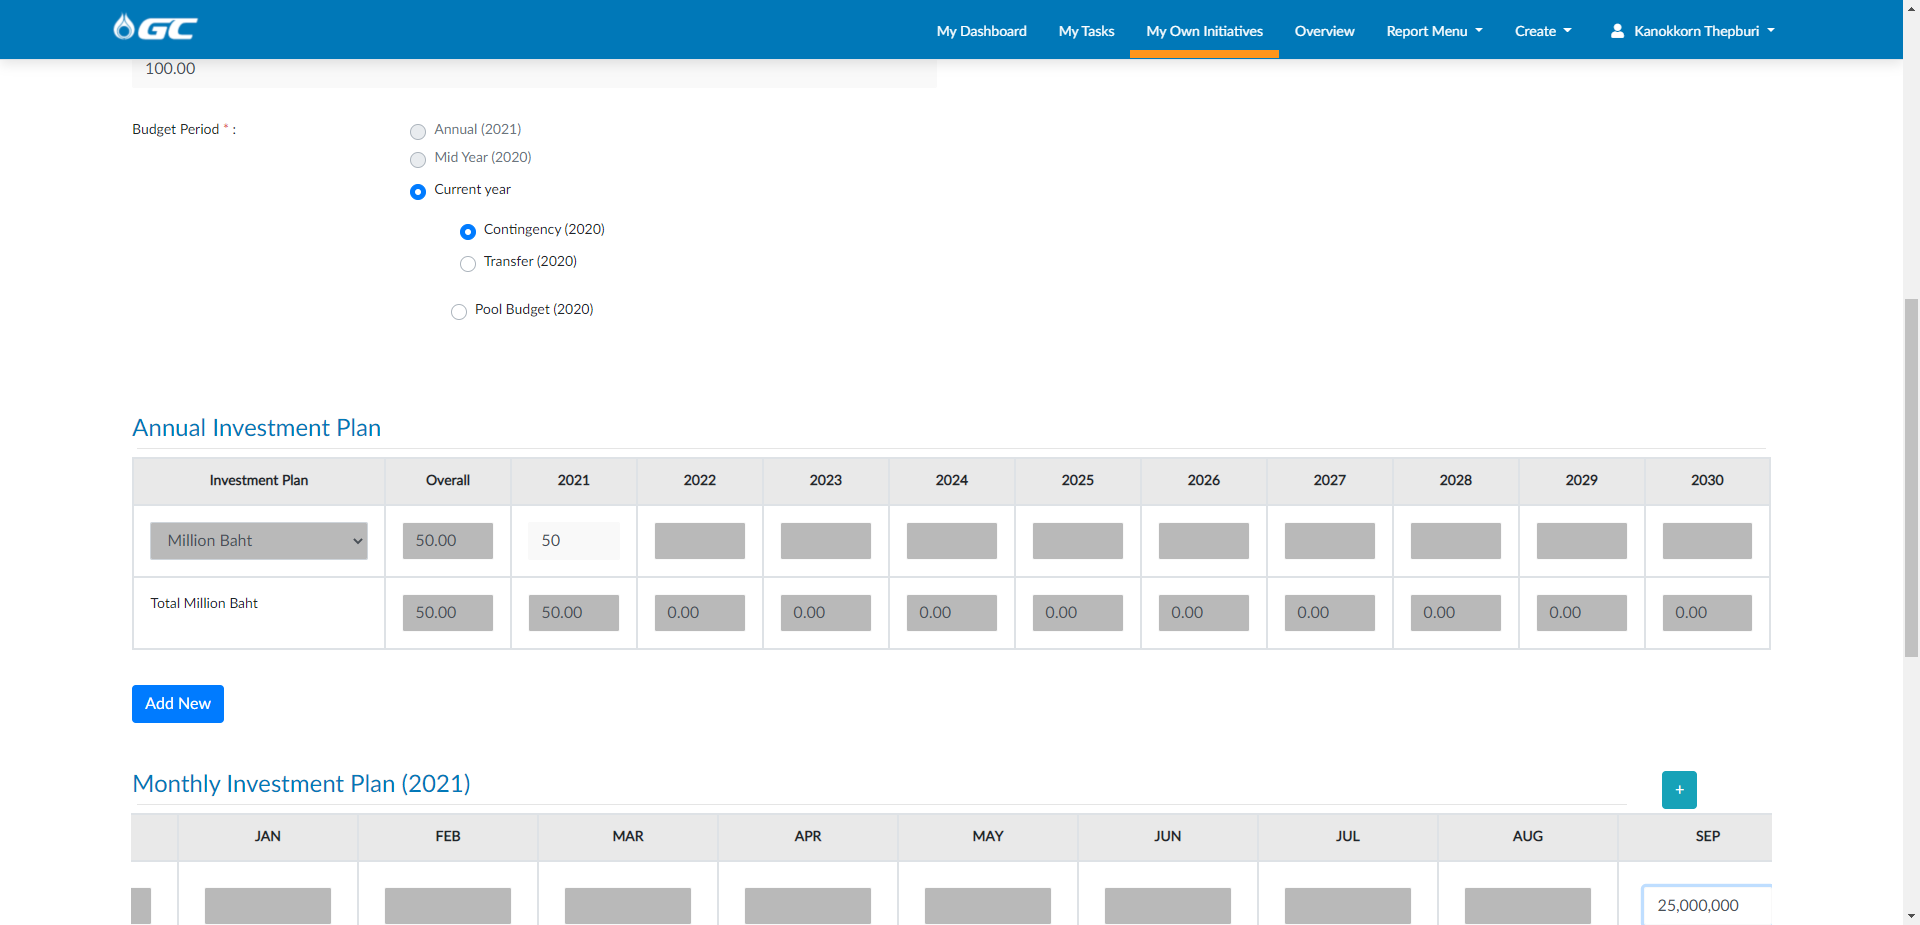 GC
My Dashboard My Tasks My Own Initiatives Overview Report Menu Create Kanokkorn Thepburi
100.00
Budget Period * :
Annual (2021)
Mid Year (2020)
Current year
Contingency (2020)
Transfer (2020)
Pool Budget (2020)
Annual Investment Plan
Investment Plan Overall 2021 2022 2023 2024 2025 2026 2027 2028 2029 2030
Million Baht 50.00 50
Total Million Baht 50.00 50.00 0.00 0.00 0.00 0.00 0.00 0.00 0.00 0.00 0.00
Add New
Monthly Investment Plan (2021) +
JAN FEB MAR APR MAY JUN JUL AUG SEP
25,000,000